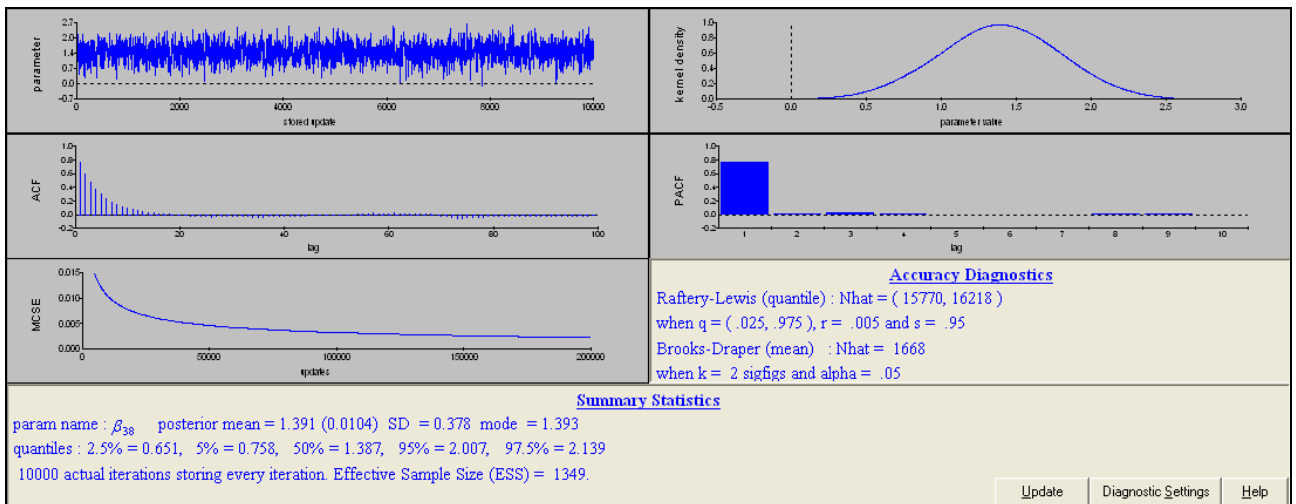 2.7
2.0
1.4
0.7
0.0
-0.7
0 2000 4000 6000 8000 10000
stored update
parameter
1.0
0.8
0.6
0.4
0.2
0.0
-0.5 0.0 0.5 1.0 1.5 2.0 2.5 3.0
parameter value
kernel density
1.0
0.8
0.6
0.4
0.2
0.0
-0.2
0 20 40 60 80 100
lag
ACF
1.0
0.8
0.6
0.4
0.2
0.0
-0.2
1 2 3 4 5 6 7 8 9 10
lag
PACF
0.015
0.010
0.005
0.000
0 50000 100000 150000 200000
updates
MCSE
Accuracy Diagnostics
Raftery-Lewis (quantile) : Nhat = ( 15770, 16218 )
when q = ( .025, .975 ), r = .005 and s = .95
Brooks-Draper (mean) : Nhat = 1668
when k = 2 sigfigs and alpha = .05
Summary Statistics
param name : β38 posterior mean = 1.391 (0.0104) SD = 0.378 mode = 1.393
quantiles : 2.5% = 0.651, 5% = 0.758, 50% = 1.387, 95% = 2.007, 97.5% = 2.139
10000 actual iterations storing every iteration. Effective Sample Size (ESS) = 1349.
Update Diagnostic Settings Help